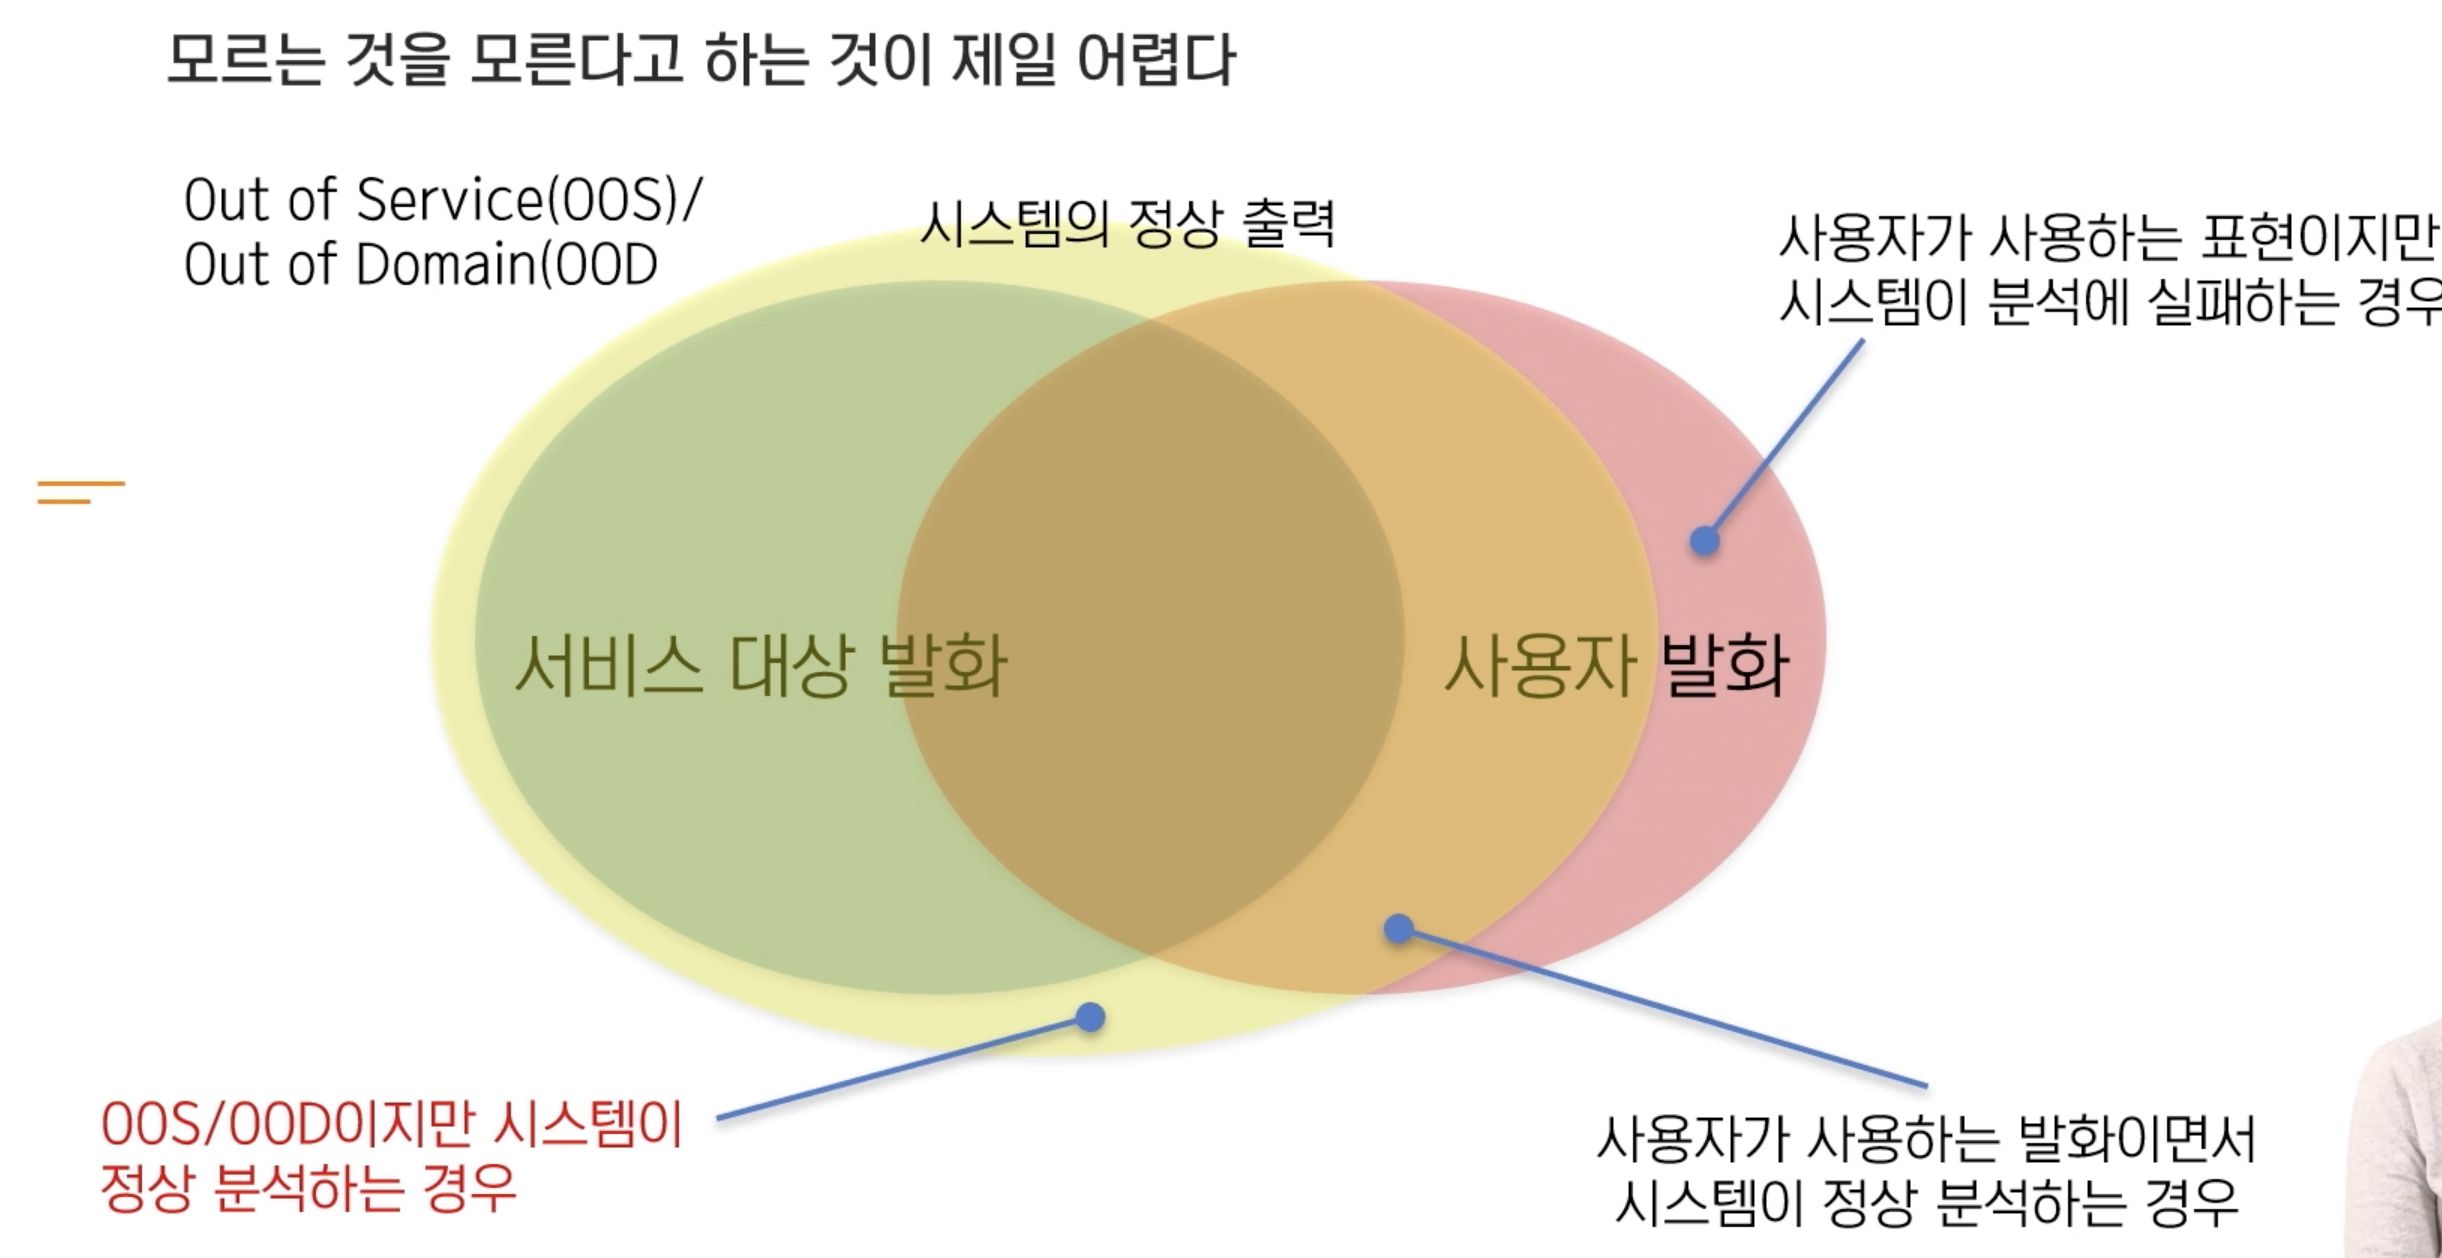 모르는 것을 모른다고 하는 것이 제일 어렵다
Out of Service(OOS)/
Out of Domain(OOD
시스템의 정상 출력
사용자가 사용하는 표현이지만
시스템이 분석에 실패하는 경우
서비스 대상 발화
사용자 발화
OOS/OOD이지만 시스템이
정상 분석하는 경우
사용자가 사용하는 발화이면서
시스템이 정상 분석하는 경우